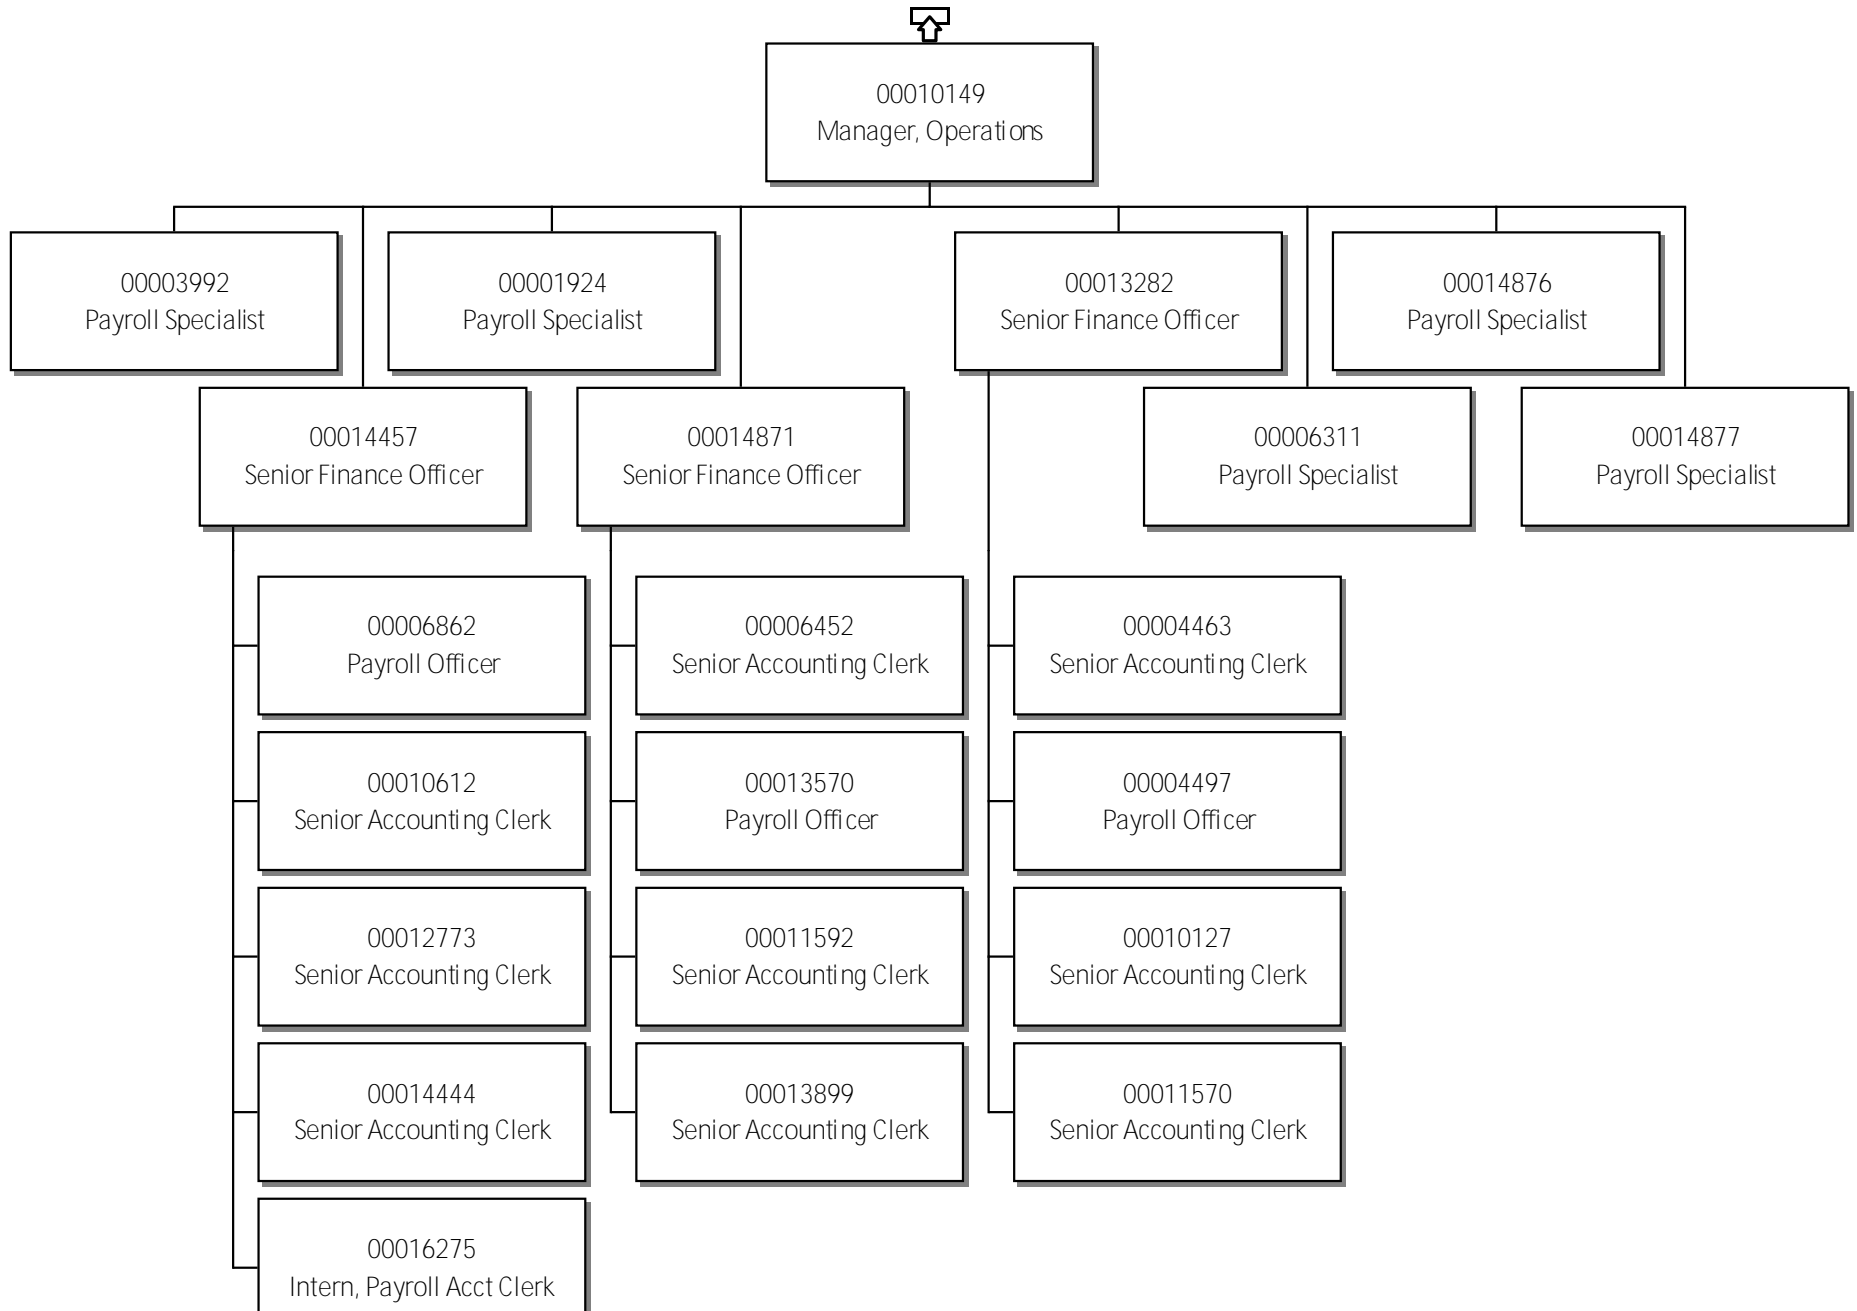 00010149
Manager, Operations
00003992
Payroll Specialist
00001924
Payroll Specialist
00013282
Senior Finance Officer
00014876
Payroll Specialist
00014457
Senior Finance Officer
00014871
Senior Finance Officer
00006311
Payroll Specialist
00014877
Payroll Specialist
00006862
Payroll Officer
00006452
Senior Accounting Clerk
00004463
Senior Accounting Clerk
00010612
Senior Accounting Clerk
00013570
Payroll Officer
00004497
Payroll Officer
00012773
Senior Accounting Clerk
00011592
Senior Accounting Clerk
00010127
Senior Accounting Clerk
00014444
Senior Accounting Clerk
00013899
Senior Accounting Clerk
00011570
Senior Accounting Clerk
00016275
Intern, Payroll Acct Clerk